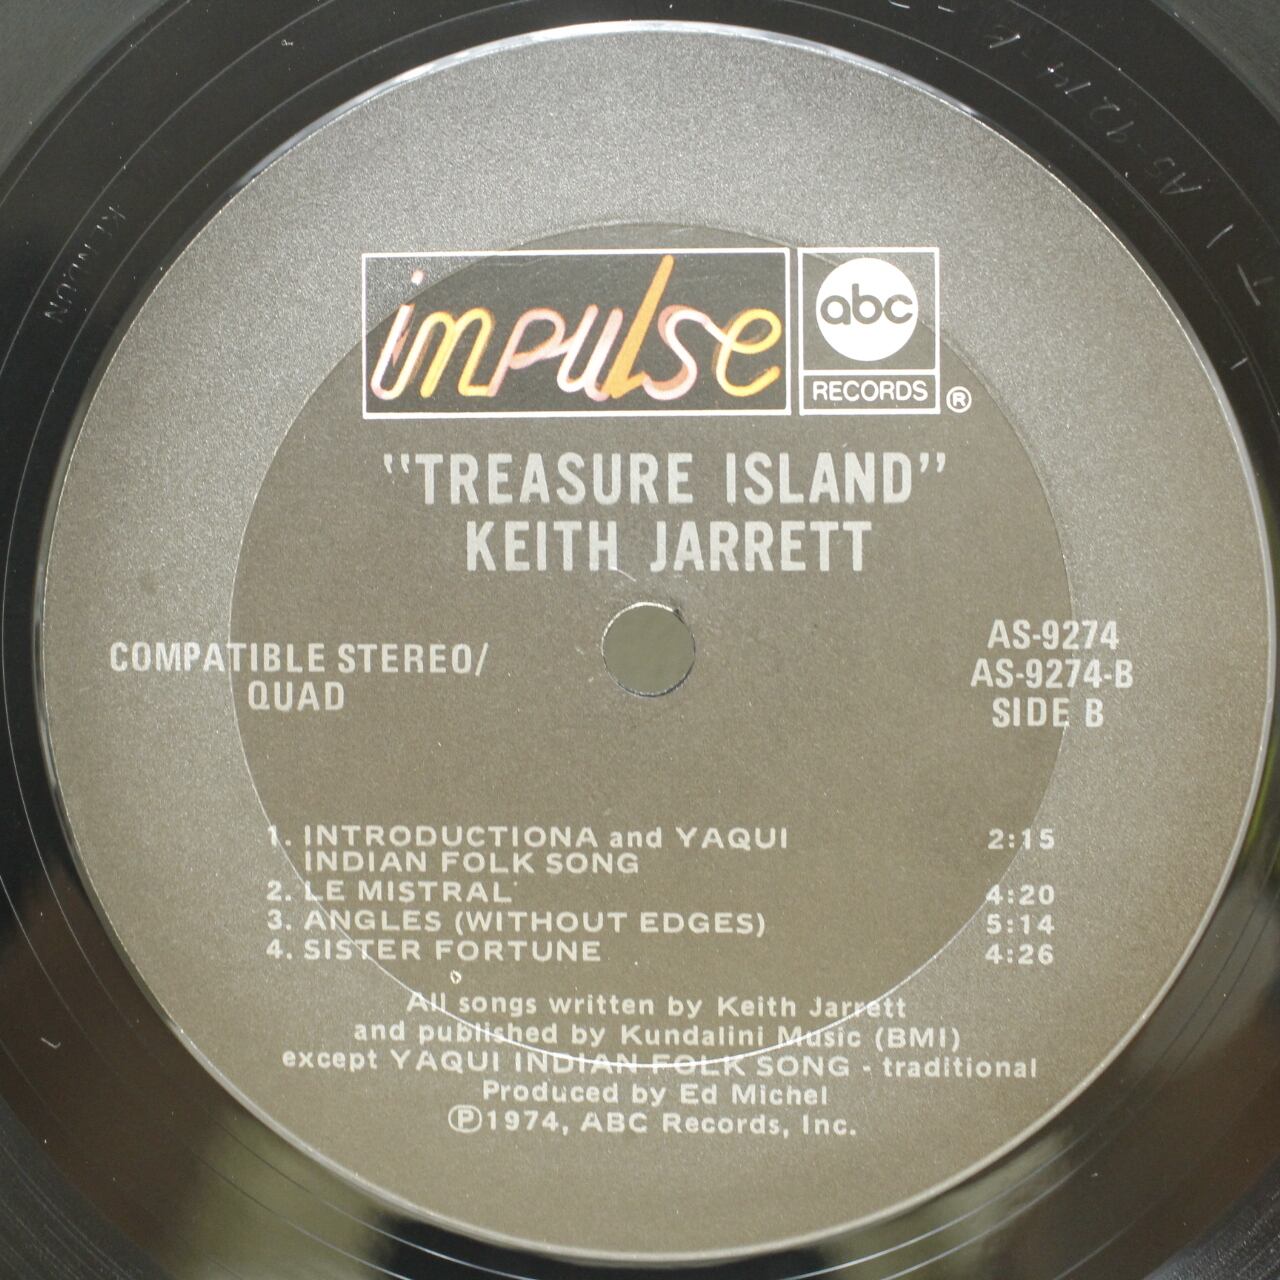 impulse
abc
RECORDS ®
"TREASURE ISLAND"
KEITH JARRETT
COMPATIBLE STEREO/
QUAD
AS-9274
AS-9274-B
SIDE B
1. INTRODUCTIONA and YAQUI 2:15
INDIAN FOLK SONG
2. LE MISTRAL 4:20
3. ANGLES (WITHOUT EDGES) 5:14
4. SISTER FORTUNE 4:26
All songs written by Keith Jarrett
and published by Kundalini Music (BMI)
except YAQUI INDIAN FOLK SONG - traditional
Produced by Ed Michel
℗1974, ABC Records, Inc.